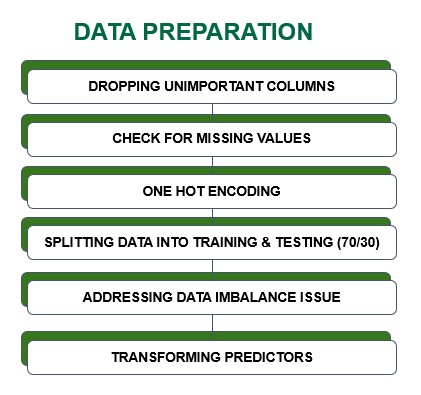 DATA PREPARATION
DROPPING UNIMPORTANT COLUMNS
CHECK FOR MISSING VALUES
ONE HOT ENCODING
SPLITTING DATA INTO TRAINING & TESTING (70/30)
ADDRESSING DATA IMBALANCE ISSUE
TRANSFORMING PREDICTORS